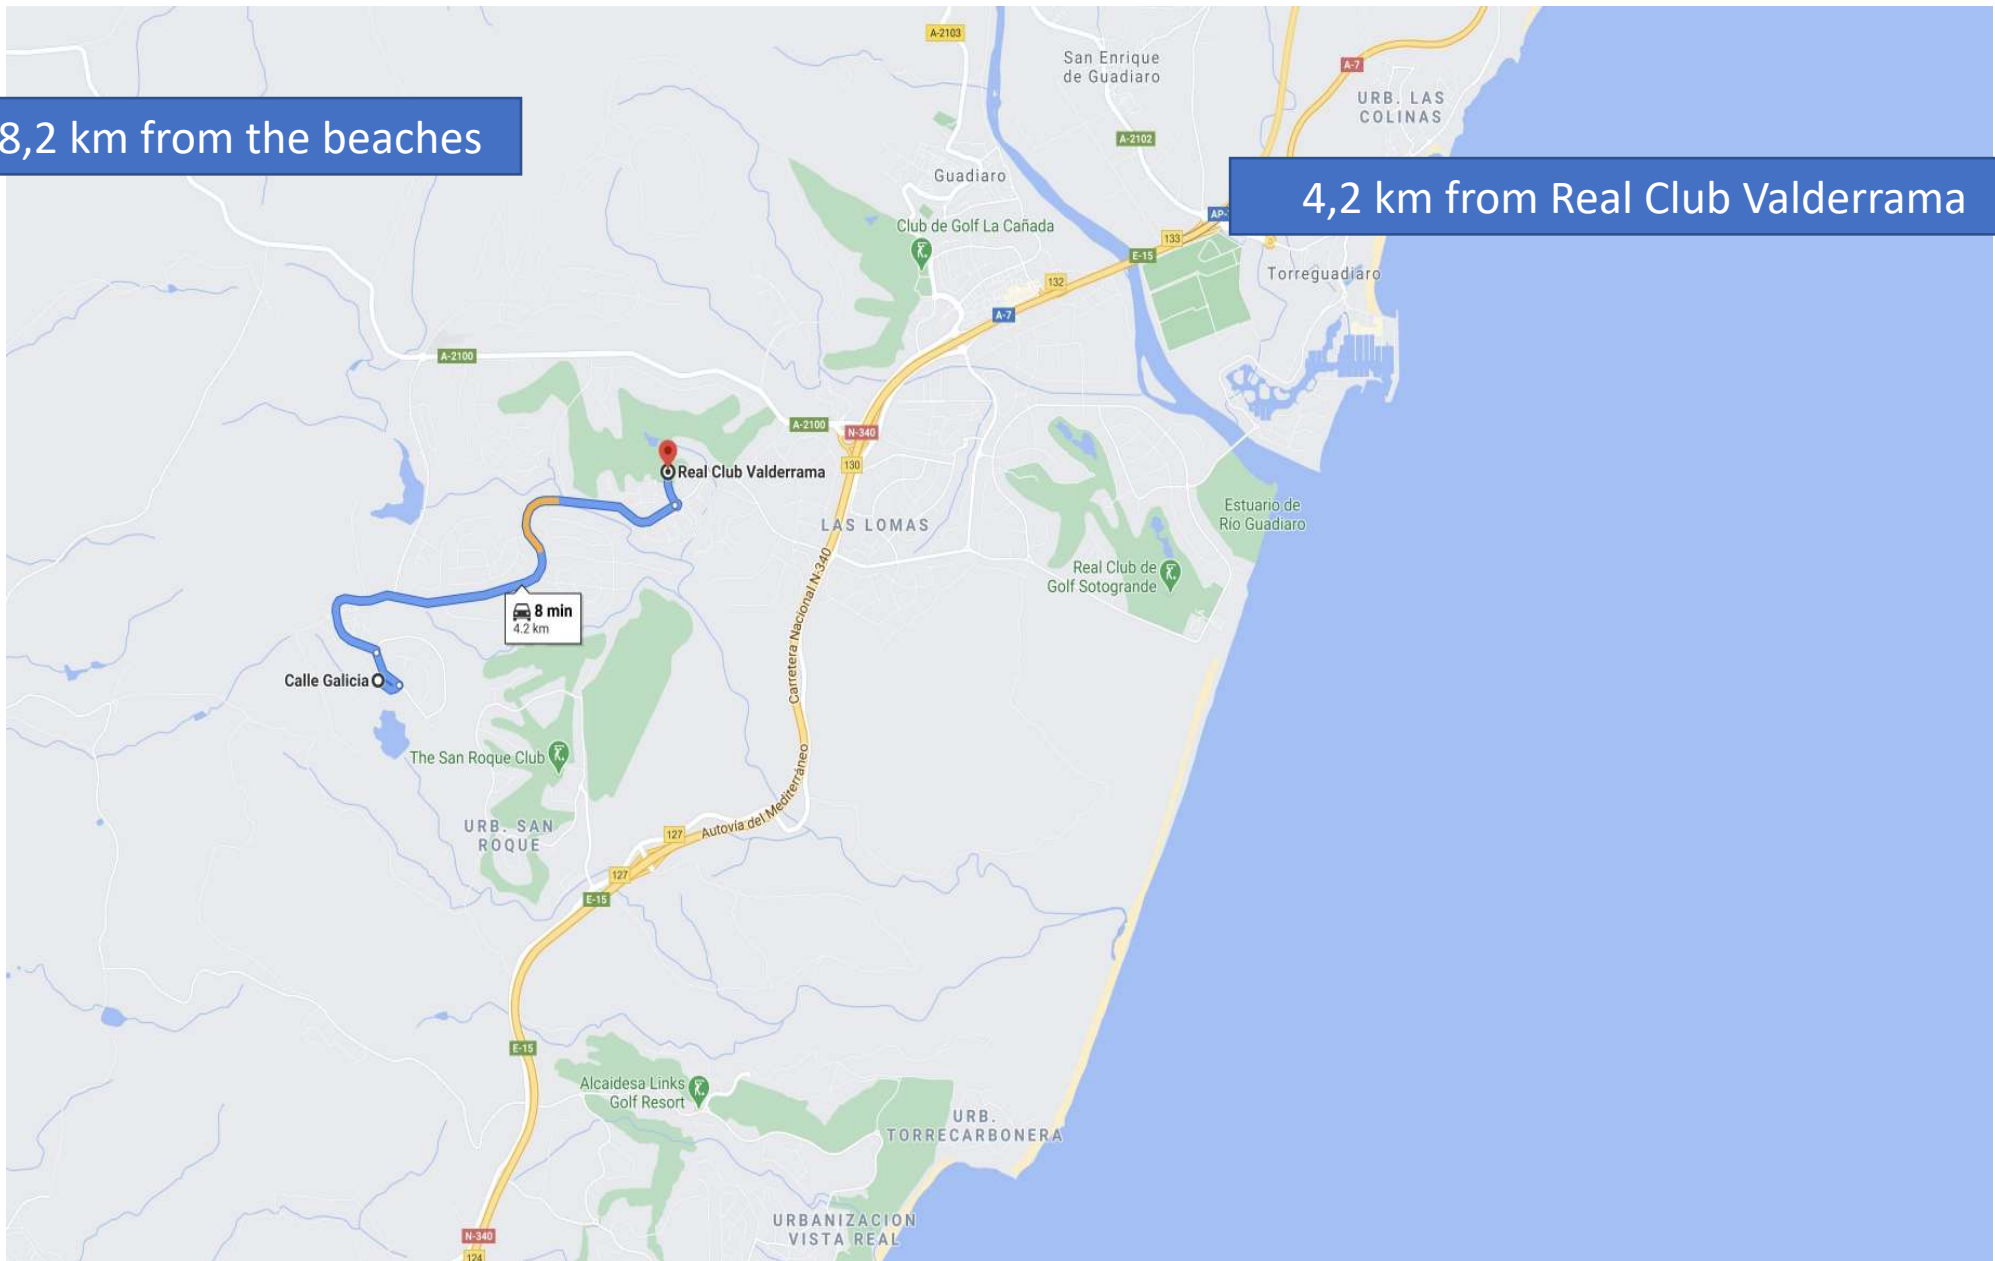 A-2103
San Enrique
de Guadiaro
A-7
URB. LAS
COLINAS
8,2 km from the beaches
A-2102
Guadiaro
4,2 km from Real Club Valderrama
AP-
Club de Golf La Cañada
133
E-15
Torreguadiaro
132
A-7
A-2100
A-2100
N-340
130
Real Club Valderrama
LAS LOMAS
Estuario de
Río Guadiaro
Real Club de
Golf Sotogrande
8 min
4.2 km
Carretera Nacional N-340
Calle Galicia
The San Roque Club
URB. SAN
ROQUE
127
Autovía del Mediterráneo
127
E-15
E-15
Alcaidesa Links
Golf Resort
URB.
TORRECARBONERA
URBANIZACION
VISTA REAL
N-340
124